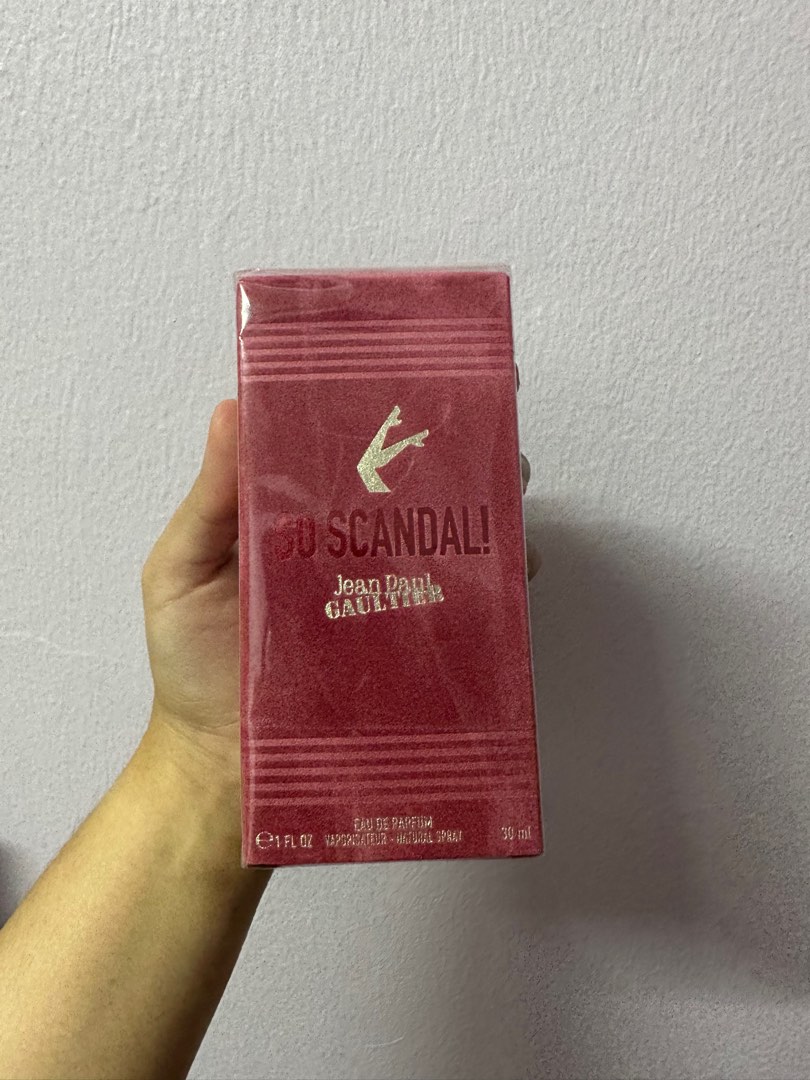 SO SCANDAL!
Jean Paul
GAULTIER
EAU DE PARFUM
℮ 1 FL OZ VAPORISATEUR - NATURAL SPRAY 30 ml